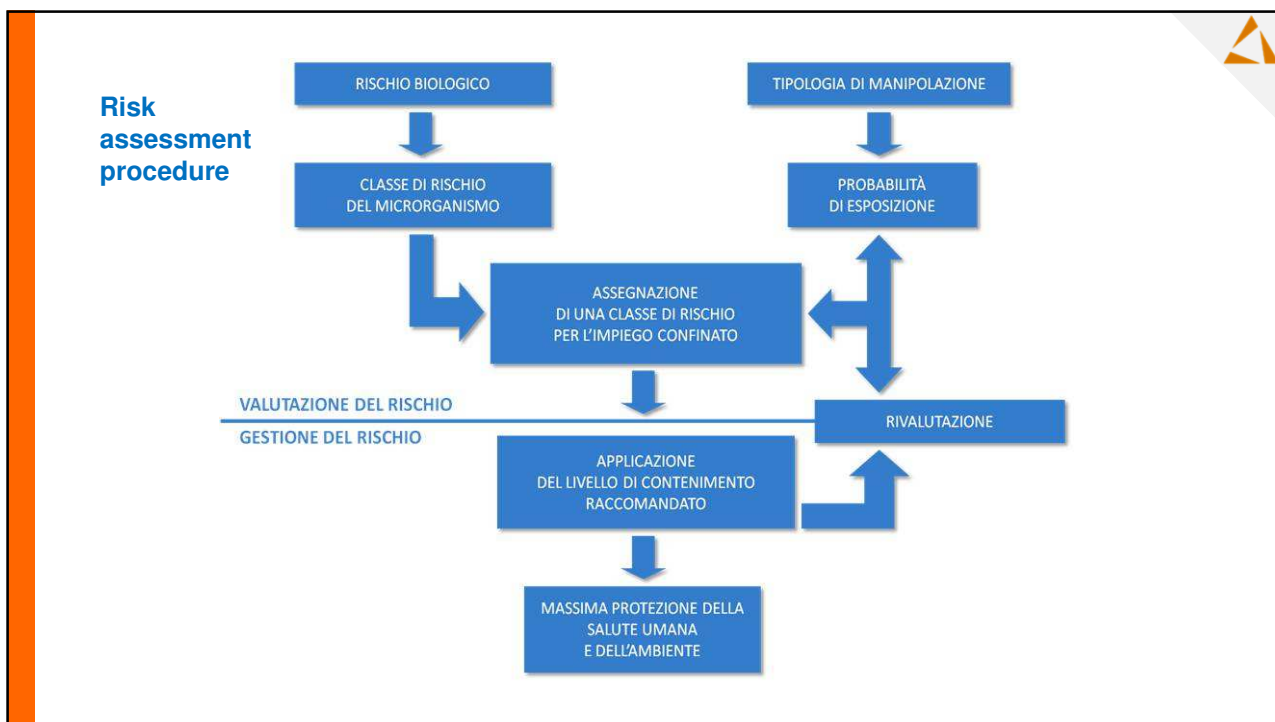 Risk
assessment
procedure
RISCHIO BIOLOGICO
TIPOLOGIA DI MANIPOLAZIONE
CLASSE DI RISCHIO
DEL MICRORGANISMO
PROBABILITÀ
DI ESPOSIZIONE
ASSEGNAZIONE
DI UNA CLASSE DI RISCHIO
PER L'IMPIEGO CONFINATO
VALUTAZIONE DEL RISCHIO
GESTIONE DEL RISCHIO
RIVALUTAZIONE
APPLICAZIONE
DEL LIVELLO DI CONTENIMENTO
RACCOMANDATO
MASSIMA PROTEZIONE DELLA
SALUTE UMANA
E DELL'AMBIENTE